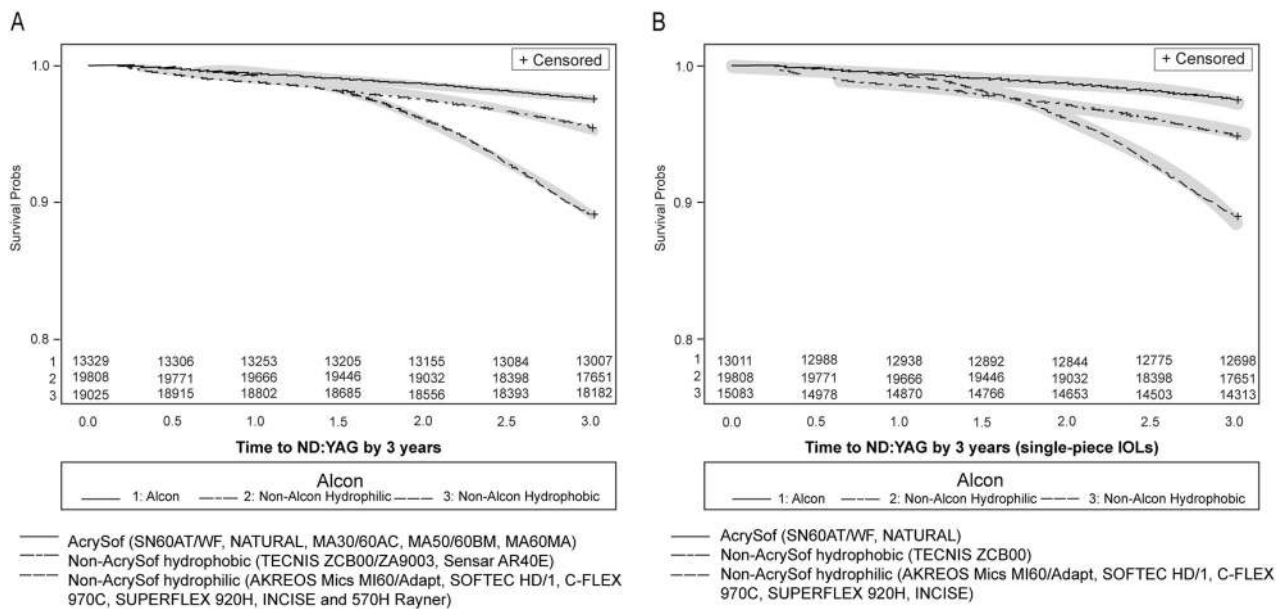 A
+ Censored
1.0
0.9
0.8
Survival Probs
1 13329 13306 13253 13205 13155 13084 13007
2 19808 19771 19666 19446 19032 18398 17651
3 19025 18915 18802 18685 18556 18393 18182
0.0 0.5 1.0 1.5 2.0 2.5 3.0
Time to ND:YAG by 3 years
Alcon
1: Alcon 2: Non-Alcon Hydrophilic 3: Non-Alcon Hydrophobic
AcrySof (SN60AT/WF, NATURAL, MA30/60AC, MA50/60BM, MA60MA)
Non-AcrySof hydrophobic (TECNIS ZCB00/ZA9003, Sensar AR40E)
Non-AcrySof hydrophilic (AKREOS Mics MI60/Adapt, SOFTEC HD/1, C-FLEX
970C, SUPERFLEX 920H, INCISE and 570H Rayner)
B
+ Censored
1.0
0.9
0.8
Survival Probs
1 13011 12988 12938 12892 12844 12775 12698
2 19808 19771 19666 19446 19032 18398 17651
3 15083 14978 14870 14766 14653 14503 14313
0.0 0.5 1.0 1.5 2.0 2.5 3.0
Time to ND:YAG by 3 years (single-piece IOLs)
Alcon
1: Alcon 2: Non-Alcon Hydrophilic 3: Non-Alcon Hydrophobic
AcrySof (SN60AT/WF, NATURAL)
Non-AcrySof hydrophobic (TECNIS ZCB00)
Non-AcrySof hydrophilic (AKREOS Mics MI60/Adapt, SOFTEC HD/1, C-FLEX
970C, SUPERFLEX 920H, INCISE)